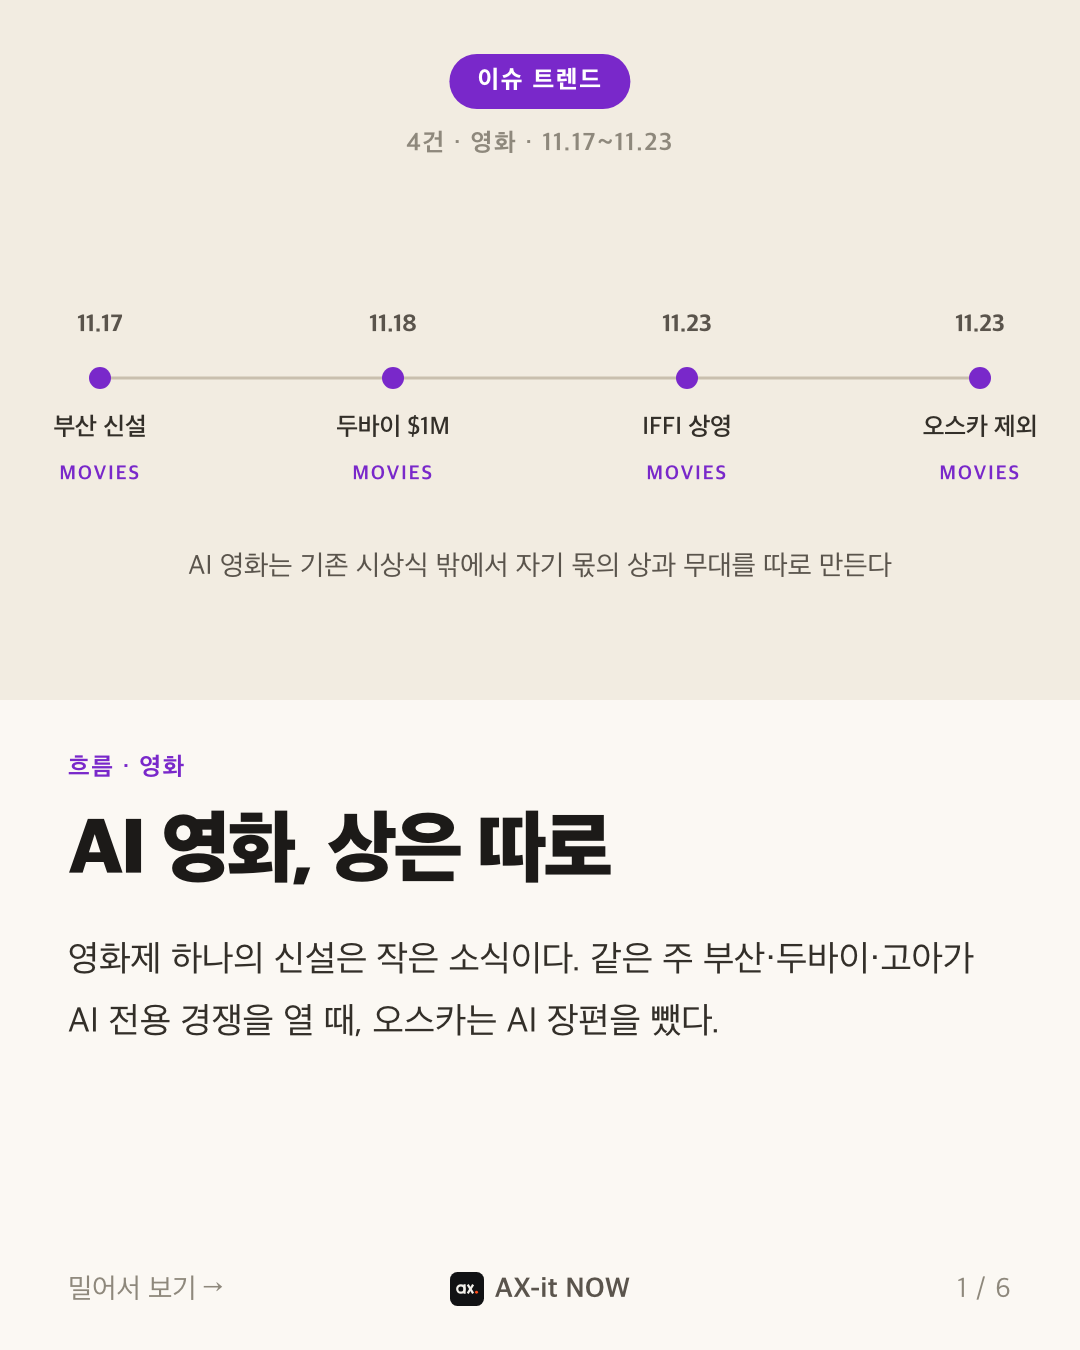 이슈 트렌드
4건 · 영화 · 11.17~11.23
11.17 11.18 11.23 11.23
부산 신설 두바이 $1M IFFI 상영 오스카 제외
MOVIES MOVIES MOVIES MOVIES
AI 영화는 기존 시상식 밖에서 자기 몫의 상과 무대를 따로 만든다
흐름 · 영화
AI 영화, 상은 따로
영화제 하나의 신설은 작은 소식이다. 같은 주 부산·두바이·고아가
AI 전용 경쟁을 열 때, 오스카는 AI 장편을 뺐다.
밀어서 보기 → ax. AX-it NOW 1 / 6